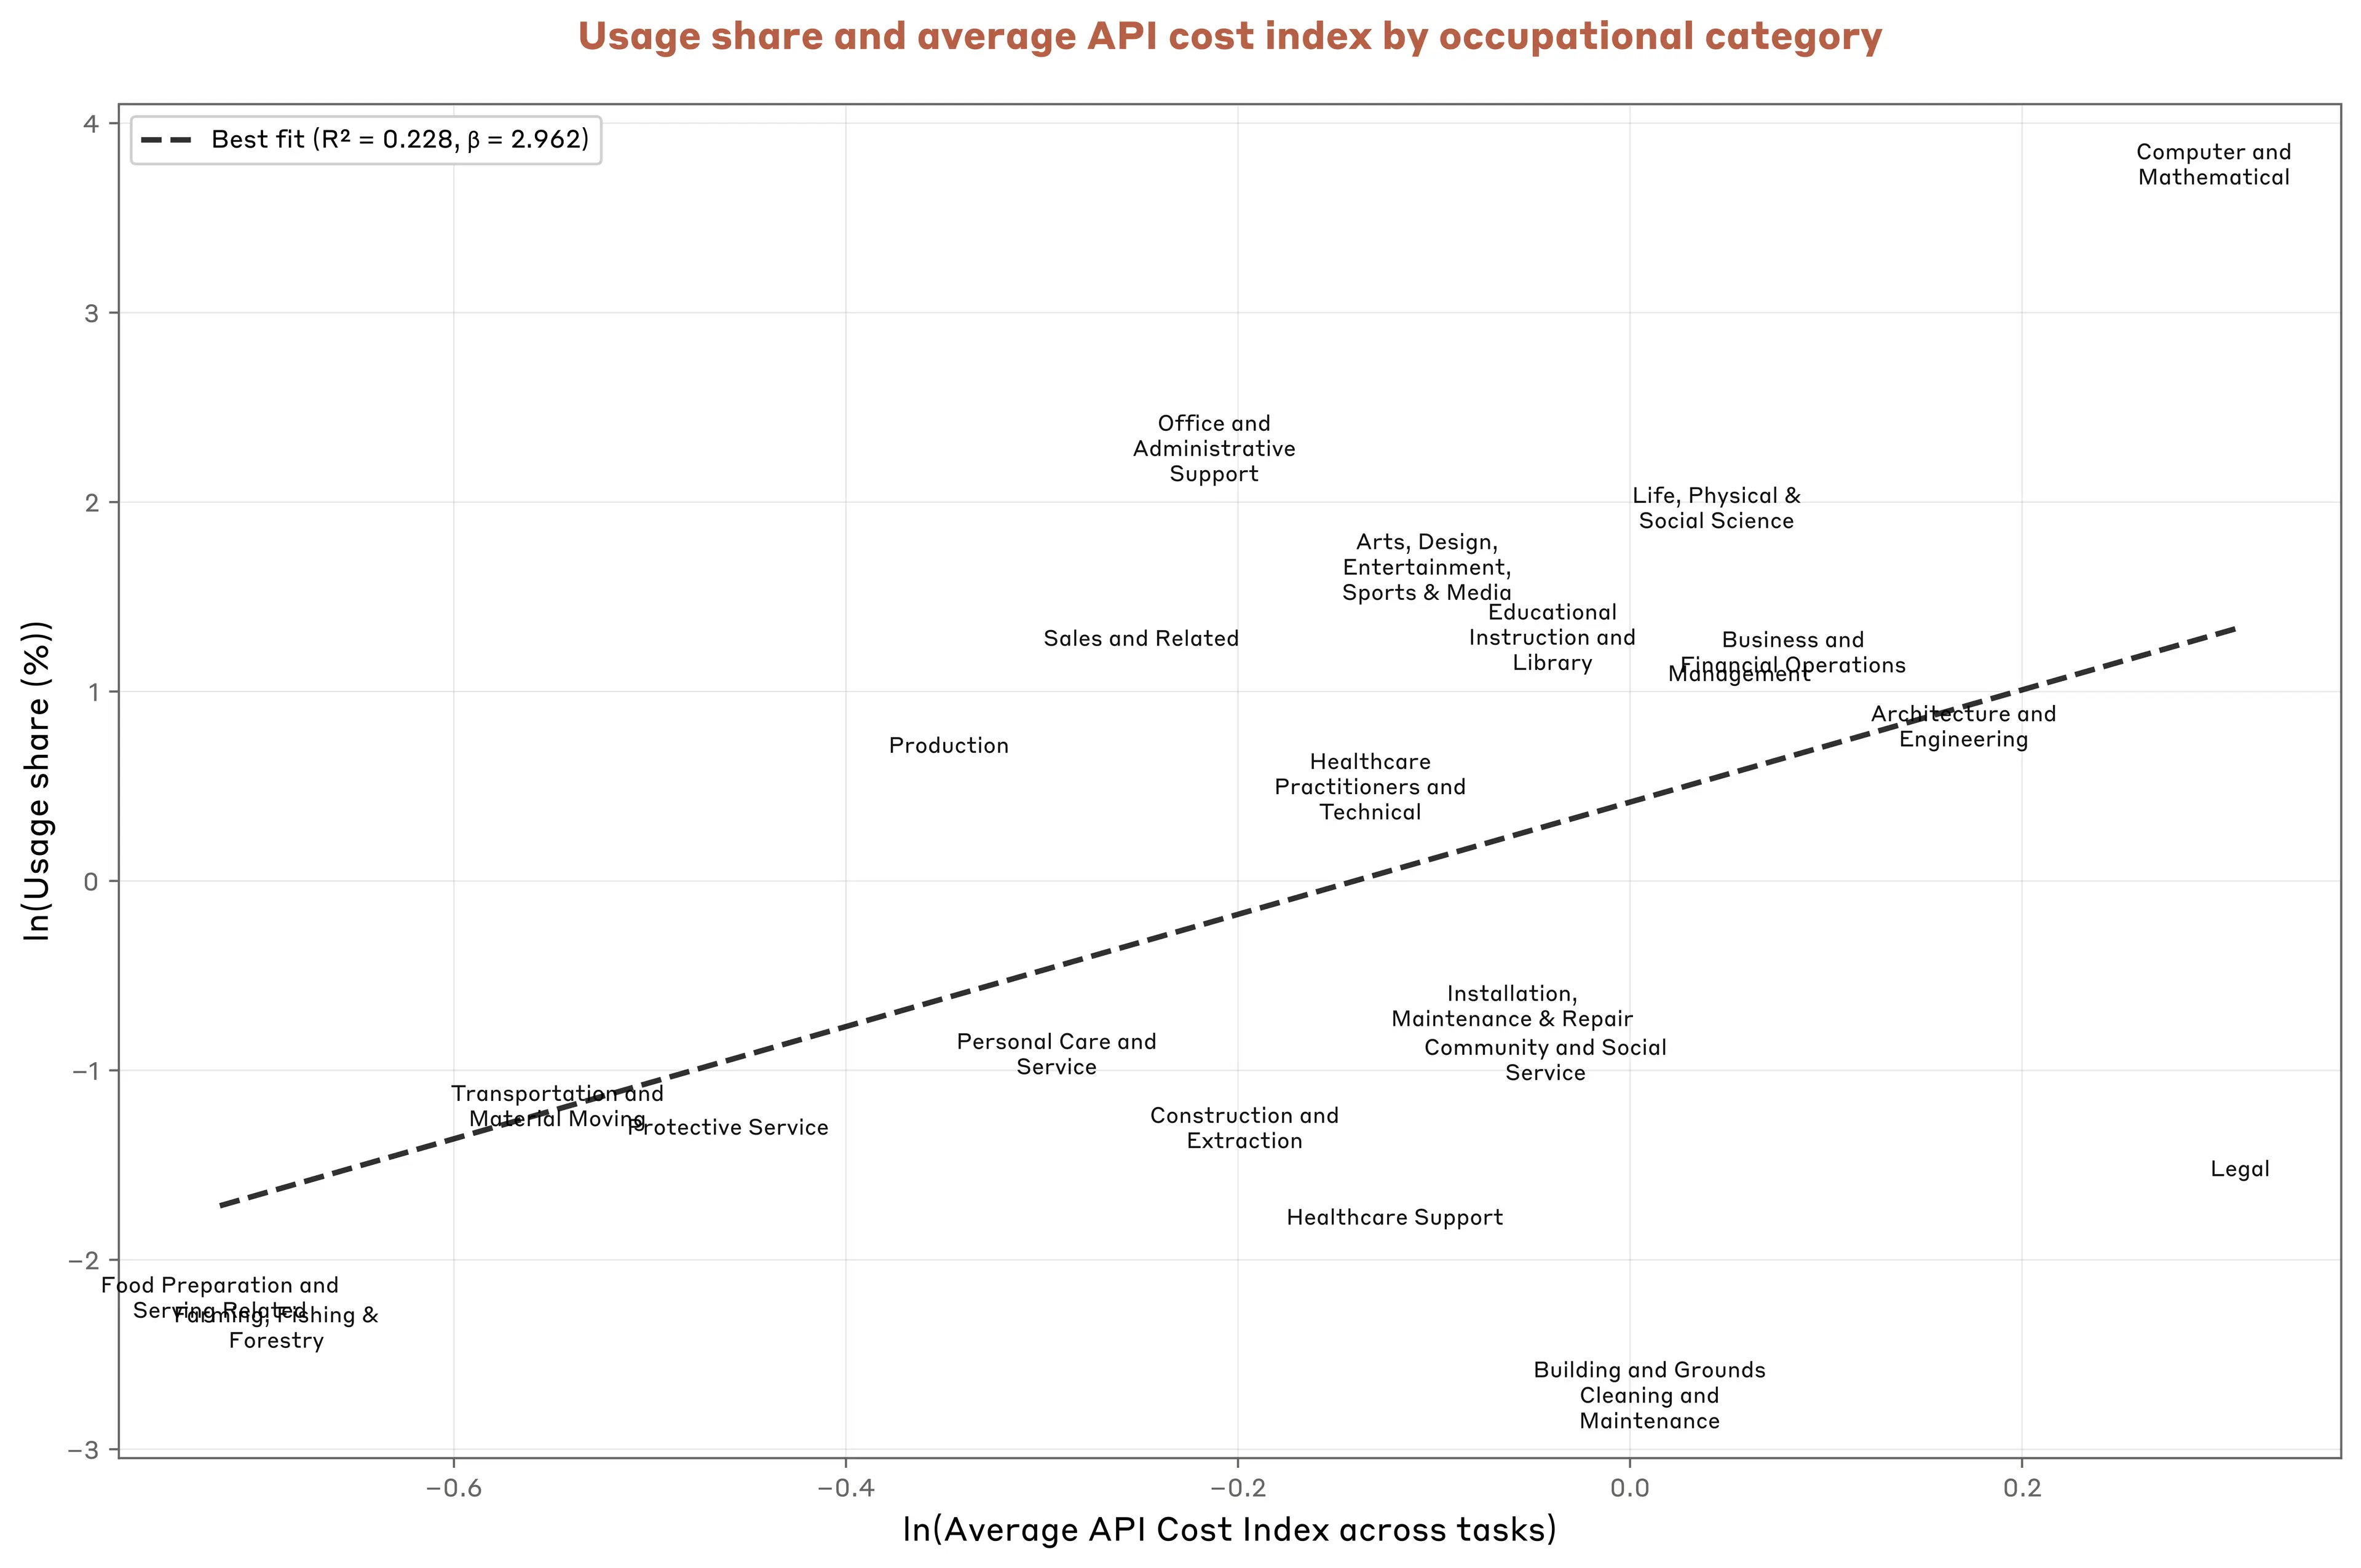 Usage share and average API cost index by occupational category
Best fit (R² = 0.228, β = 2.962)
ln(Usage share (%))
4
3
2
1
0
−1
−2
−3
Computer and
Mathematical
Office and
Administrative
Support
Life, Physical &
Social Science
Arts, Design,
Entertainment,
Sports & Media
Educational
Instruction and
Library
Sales and Related
Business and
Financial Operations
Management
Architecture and
Engineering
Production
Healthcare
Practitioners and
Technical
Installation,
Maintenance & Repair
Personal Care and
Service
Community and Social
Service
Transportation and
Material Moving
Protective Service
Construction and
Extraction
Legal
Healthcare Support
Food Preparation and
Serving Related
Farming, Fishing &
Forestry
Building and Grounds
Cleaning and
Maintenance
−0.6
−0.4
−0.2
0.0
0.2
ln(Average API Cost Index across tasks)